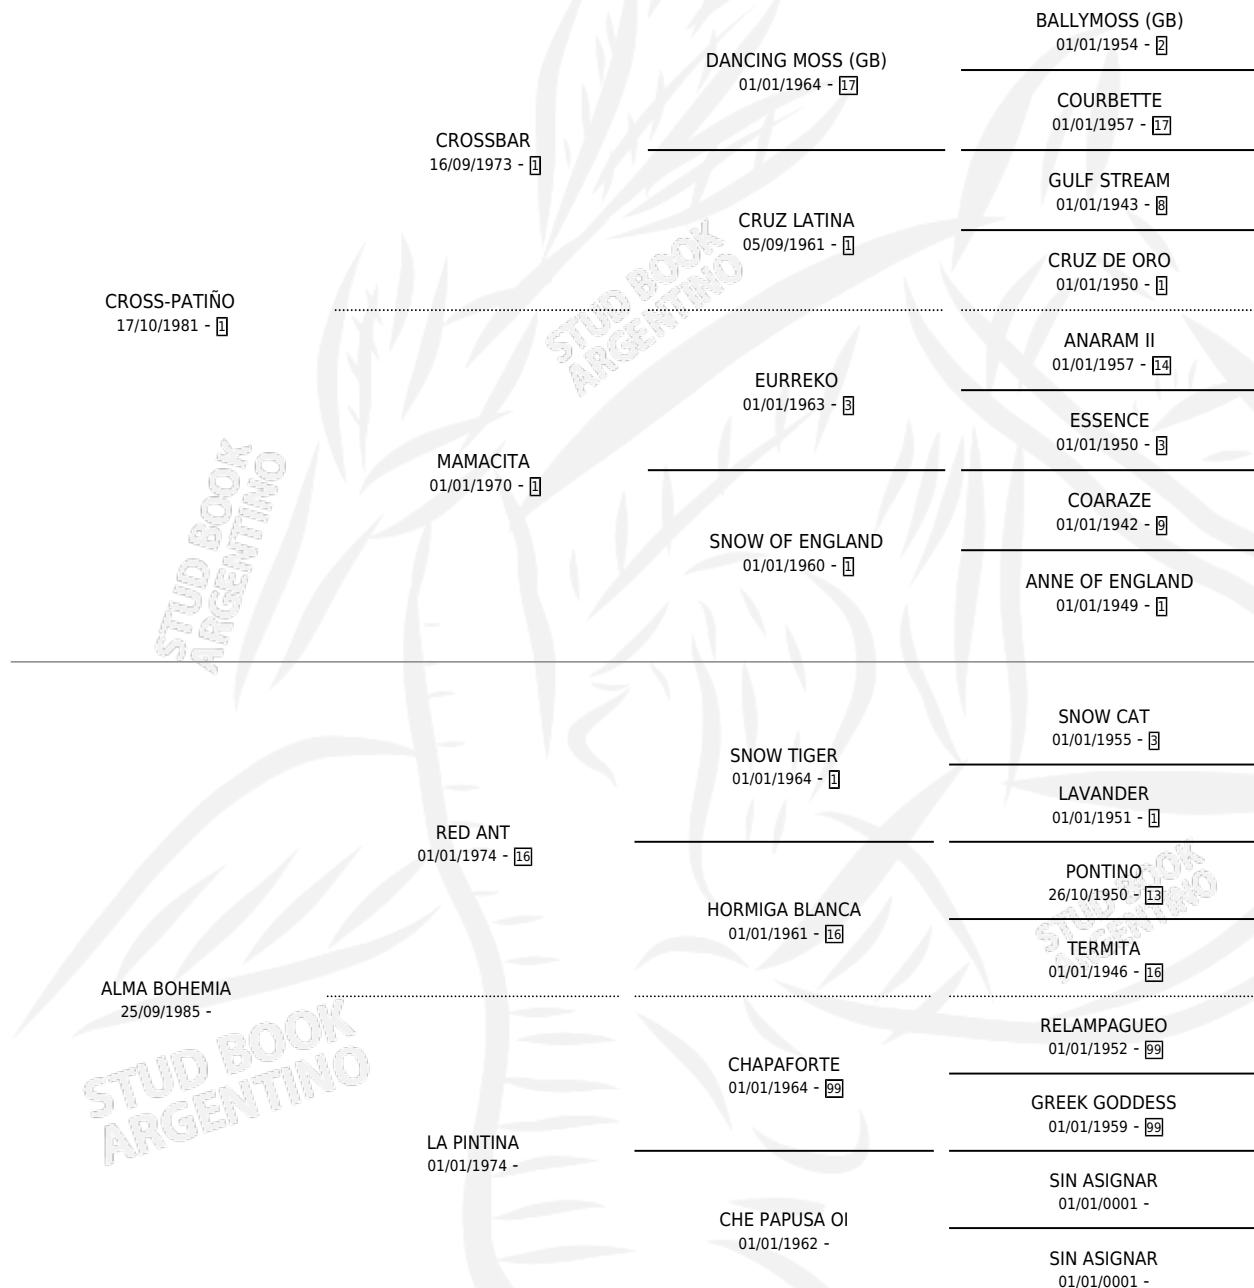 BALLYMOSS (GB)
01/01/1954 - 2
DANCING MOSS (GB)
01/01/1964 - 17
COURBETTE
01/01/1957 - 17
CROSSBAR
16/09/1973 - 1
GULF STREAM
01/01/1943 - 8
CRUZ LATINA
05/09/1961 - 1
CRUZ DE ORO
01/01/1950 - 1
CROSS-PATIÑO
17/10/1981 - 1
ANARAM II
01/01/1957 - 14
EURREKO
01/01/1963 - 3
ESSENCE
01/01/1950 - 3
MAMACITA
01/01/1970 - 1
COARAZE
01/01/1942 - 9
SNOW OF ENGLAND
01/01/1960 - 1
ANNE OF ENGLAND
01/01/1949 - 1
SNOW CAT
01/01/1955 - 3
SNOW TIGER
01/01/1964 - 1
LAVANDER
01/01/1951 - 1
RED ANT
01/01/1974 - 16
PONTINO
26/10/1950 - 13
HORMIGA BLANCA
01/01/1961 - 16
TERMITA
01/01/1946 - 16
ALMA BOHEMIA
25/09/1985 -
RELAMPAGUEO
01/01/1952 - 99
CHAPAFORTE
01/01/1964 - 99
GREEK GODDESS
01/01/1959 - 99
LA PINTINA
01/01/1974 -
SIN ASIGNAR
01/01/0001 -
CHE PAPUSA OI
01/01/1962 -
SIN ASIGNAR
01/01/0001 -
STUD BOOK
ARGENTINO
STUD BOOK
ARGENTINO
STUD BOOK
ARGENTINO
STUD BOOK
ARGENTINO